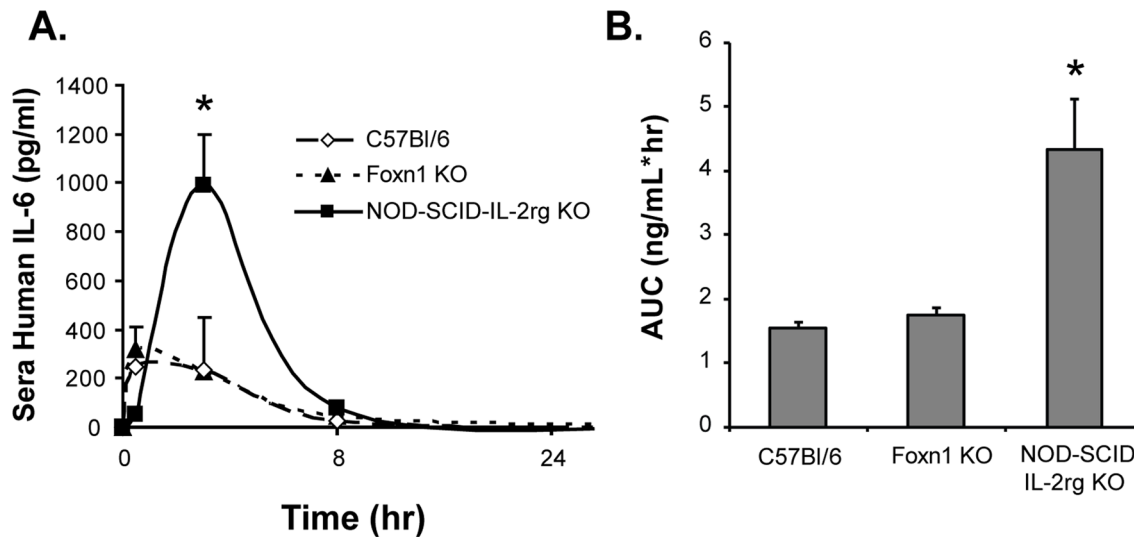 A.
Sera Human IL-6 (pg/ml)
1400
1200
1000
800
600
400
200
0
*
C57Bl/6
Foxn1 KO
NOD-SCID-IL-2rg KO
0
8
24
Time (hr)
B.
AUC (ng/mL*hr)
6
5
4
3
2
1
0
*
C57Bl/6
Foxn1 KO
NOD-SCID
IL-2rg KO